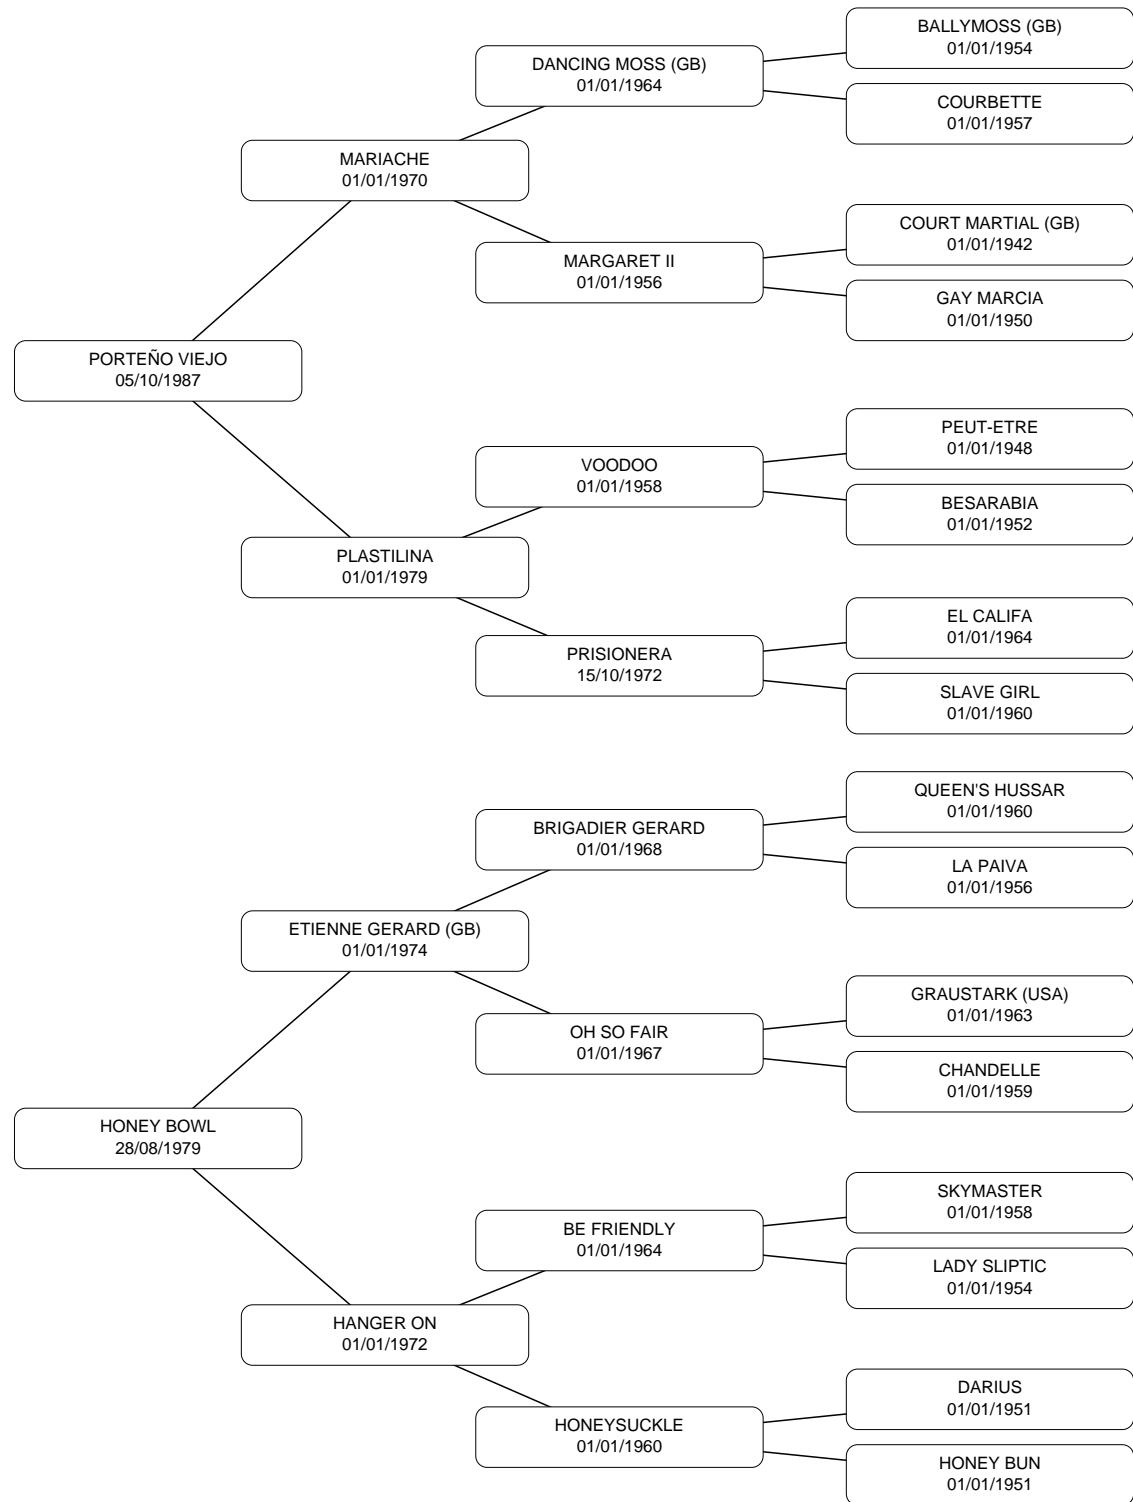 BALLYMOSS (GB)
01/01/1954
DANCING MOSS (GB)
01/01/1964
COURBETTE
01/01/1957
MARIACHE
01/01/1970
COURT MARTIAL (GB)
01/01/1942
MARGARET II
01/01/1956
GAY MARCIA
01/01/1950
PORTEÑO VIEJO
05/10/1987
PEUT-ETRE
01/01/1948
VOODOO
01/01/1958
BESARABIA
01/01/1952
PLASTILINA
01/01/1979
EL CALIFA
01/01/1964
PRISIONERA
15/10/1972
SLAVE GIRL
01/01/1960
QUEEN'S HUSSAR
01/01/1960
BRIGADIER GERARD
01/01/1968
LA PAIVA
01/01/1956
ETIENNE GERARD (GB)
01/01/1974
GRAUSTARK (USA)
01/01/1963
OH SO FAIR
01/01/1967
CHANDELLE
01/01/1959
HONEY BOWL
28/08/1979
SKYMASTER
01/01/1958
BE FRIENDLY
01/01/1964
LADY SLIPTIC
01/01/1954
HANGER ON
01/01/1972
DARIUS
01/01/1951
HONEYSUCKLE
01/01/1960
HONEY BUN
01/01/1951